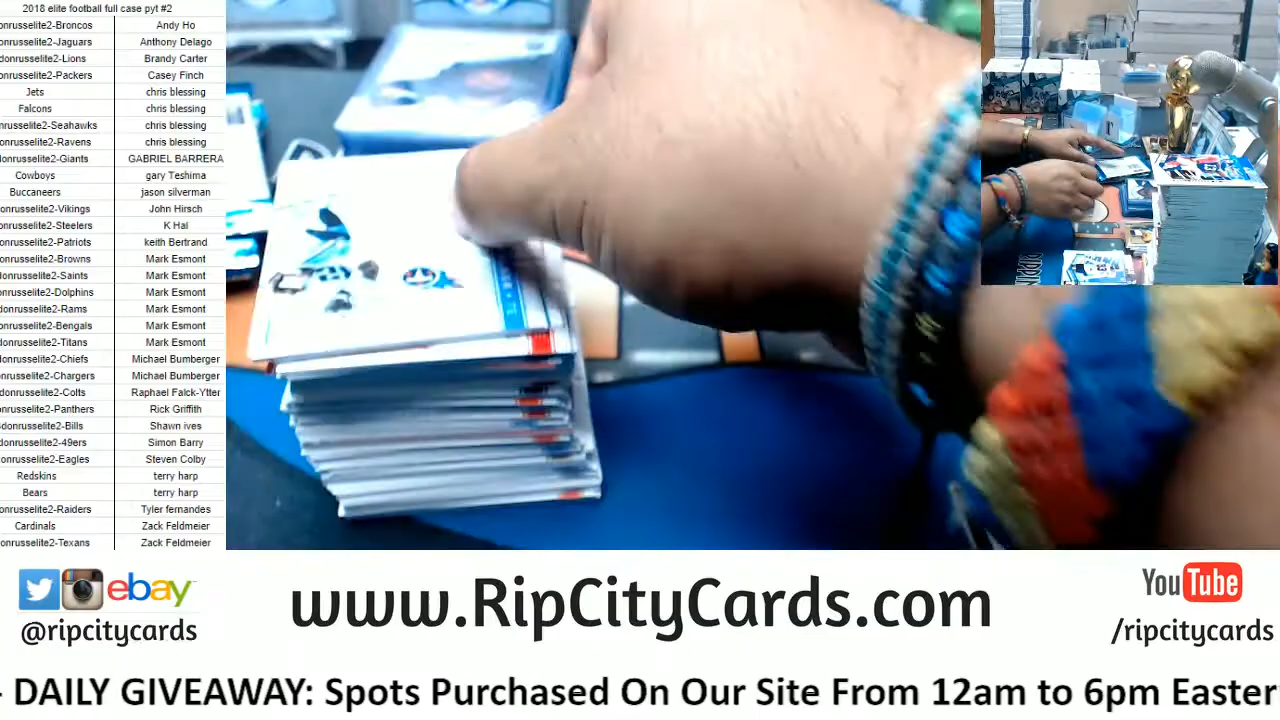 2018 elite football full case pyt #2
onrusselite2-Broncos Andy Ho
onrusselite2-Jaguars Anthony Delago
donrusselite2-Lions Brandy Carter
onrusselite2-Packers Casey Finch
Jets chris blessing
Falcons chris blessing
nrusselite2-Seahawks chris blessing
onrusselite2-Ravens chris blessing
donrusselite2-Giants GABRIEL BARRERA
Cowboys gary Teshima
Buccaneers jason silverman
onrusselite2-Vikings John Hirsch
onrusselite2-Steelers K Hal
onrusselite2-Patriots keith Bertrand
onrusselite2-Browns Mark Esmont
donrusselite2-Saints Mark Esmont
onrusselite2-Dolphins Mark Esmont
donrusselite2-Rams Mark Esmont
onrusselite2-Bengals Mark Esmont
donrusselite2-Titans Mark Esmont
donrusselite2-Chiefs Michael Bumberger
onrusselite2-Chargers Michael Bumberger
donrusselite2-Colts Raphael Falck-Ytter
onrusselite2-Panthers Rick Griffith
donrusselite2-Bills Shawn ives
donrusselite2-49ers Simon Barry
onrusselite2-Eagles Steven Colby
Redskins terry harp
Bears terry harp
onrusselite2-Raiders Tyler fernandes
Cardinals Zack Feldmeier
onrusselite2-Texans Zack Feldmeier
ebay
@ripcitycards
www.RipCityCards.com
YouTube
/ripcitycards
- DAILY GIVEAWAY: Spots Purchased On Our Site From 12am to 6pm Easter